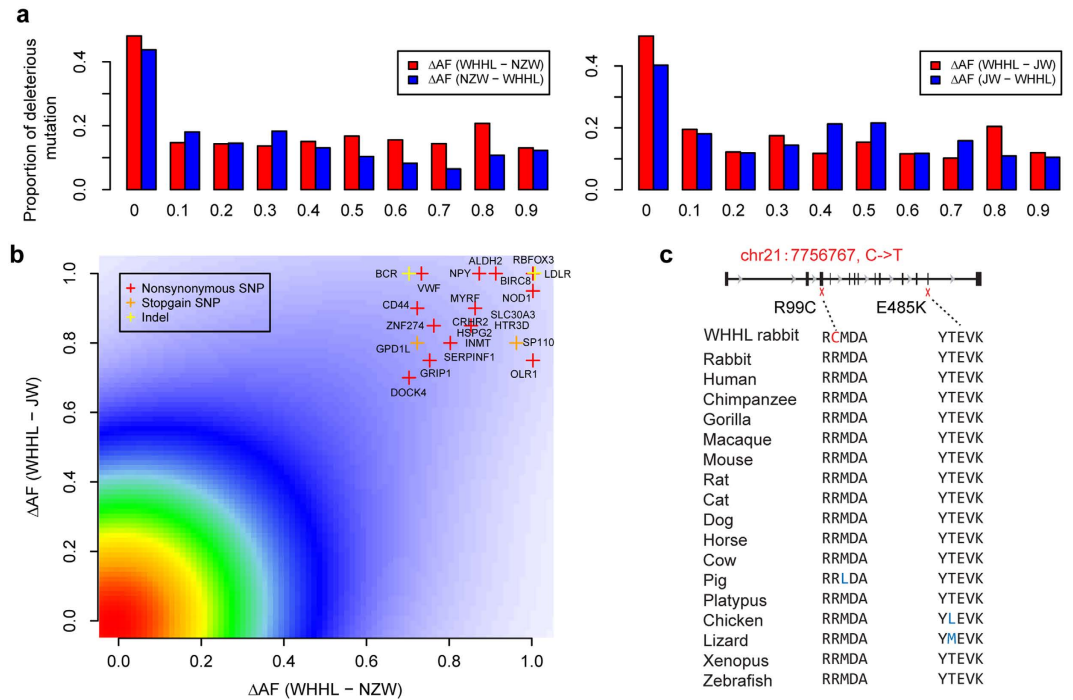 a
Proportion of deleterious
mutation
0.4
0.2
0.0
ΔAF (WHHL – NZW)
ΔAF (NZW – WHHL)
0 0.1 0.2 0.3 0.4 0.5 0.6 0.7 0.8 0.9
0.4
0.2
0.0
ΔAF (WHHL – JW)
ΔAF (JW – WHHL)
0 0.1 0.2 0.3 0.4 0.5 0.6 0.7 0.8 0.9
b
ΔAF (WHHL – JW)
1.0
0.8
0.6
0.4
0.2
0.0
Nonsynonymous SNP
Stopgain SNP
Indel
ALDH2 RBFOX3
BCR NPY LDLR
VWF BIRC8
MYRF NOD1
CD44
SLC30A3
ZNF274 CRHR2 HTR3D
HSPG2
GPD1L INMT SP110
SERPINF1
GRIP1 OLR1
DOCK4
0.0 0.2 0.4 0.6 0.8 1.0
ΔAF (WHHL – NZW)
c
chr21:7756767, C->T
X X
R99C E485K
WHHL rabbit RCMDA YTEVK
Rabbit RRMDA YTEVK
Human RRMDA YTEVK
Chimpanzee RRMDA YTEVK
Gorilla RRMDA YTEVK
Macaque RRMDA YTEVK
Mouse RRMDA YTEVK
Rat RRMDA YTEVK
Cat RRMDA YTEVK
Dog RRMDA YTEVK
Horse RRMDA YTEVK
Cow RRMDA YTEVK
Pig RRLDA YTEVK
Platypus RRMDA YTEVK
Chicken RRMDA YLEVK
Lizard RRMDA YMEVK
Xenopus RRMDA YTEVK
Zebrafish RRMDA YTEVK